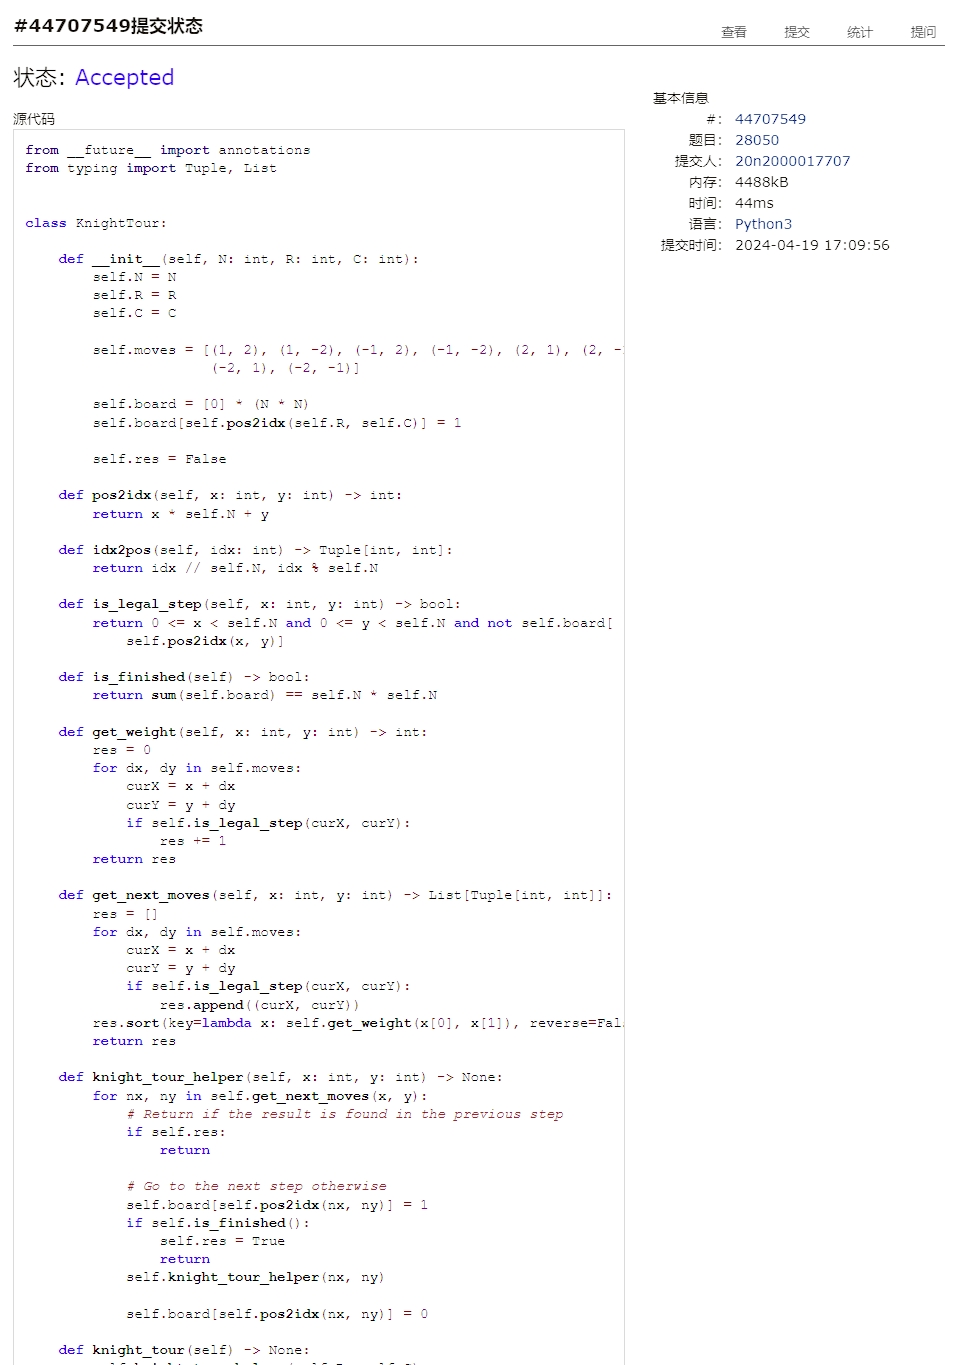 #44707549提交状态
查看 提交 统计 提问
状态: Accepted
源代码
from __future__ import annotations
from typing import Tuple, List
class KnightTour:
def __init__(self, N: int, R: int, C: int):
self.N = N
self.R = R
self.C = C
self.moves = [(1, 2), (1, -2), (-1, 2), (-1, -2), (2, 1), (2, -
(-2, 1), (-2, -1)]
self.board = [0] * (N * N)
self.board[self.pos2idx(self.R, self.C)] = 1
self.res = False
def pos2idx(self, x: int, y: int) -> int:
return x * self.N + y
def idx2pos(self, idx: int) -> Tuple[int, int]:
return idx // self.N, idx % self.N
def is_legal_step(self, x: int, y: int) -> bool:
return 0 <= x < self.N and 0 <= y < self.N and not self.board[
self.pos2idx(x, y)]
def is_finished(self) -> bool:
return sum(self.board) == self.N * self.N
def get_weight(self, x: int, y: int) -> int:
res = 0
for dx, dy in self.moves:
curX = x + dx
curY = y + dy
if self.is_legal_step(curX, curY):
res += 1
return res
def get_next_moves(self, x: int, y: int) -> List[Tuple[int, int]]:
res = []
for dx, dy in self.moves:
curX = x + dx
curY = y + dy
if self.is_legal_step(curX, curY):
res.append((curX, curY))
res.sort(key=lambda x: self.get_weight(x[0], x[1]), reverse=Fal
return res
def knight_tour_helper(self, x: int, y: int) -> None:
for nx, ny in self.get_next_moves(x, y):
# Return if the result is found in the previous step
if self.res:
return
# Go to the next step otherwise
self.board[self.pos2idx(nx, ny)] = 1
if self.is_finished():
self.res = True
return
self.knight_tour_helper(nx, ny)
self.board[self.pos2idx(nx, ny)] = 0
def knight_tour(self) -> None:
基本信息
#: 44707549
题目: 28050
提交人: 20n2000017707
内存: 4488kB
时间: 44ms
语言: Python3
提交时间: 2024-04-19 17:09:56